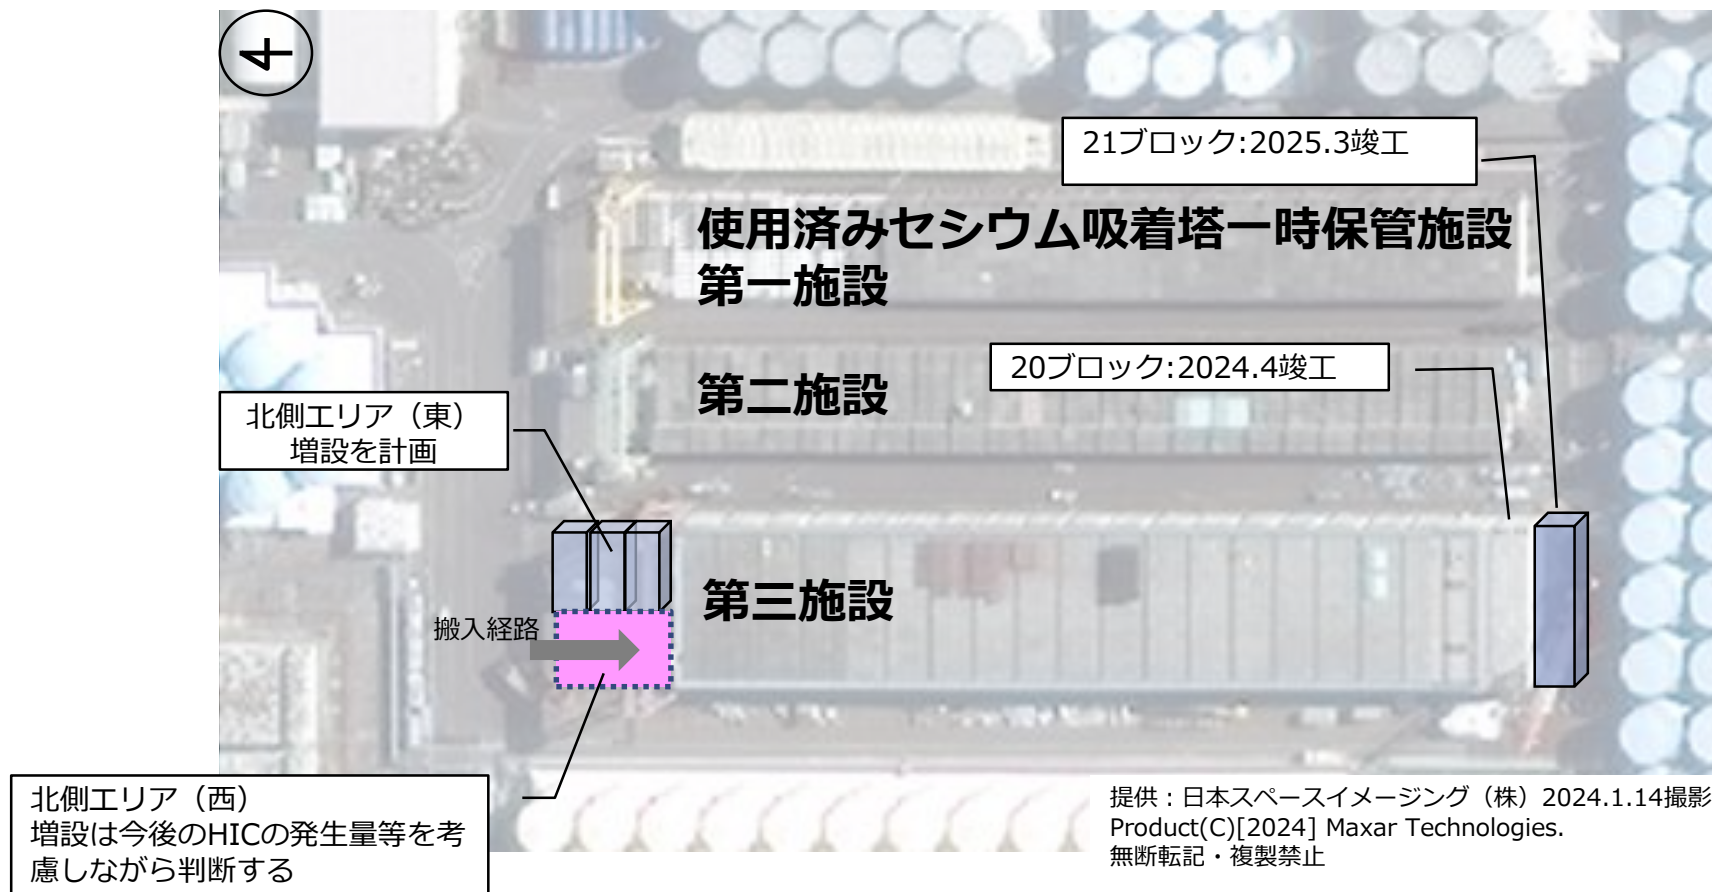 21ブロック:2025.3竣工
使用済みセシウム吸着塔一時保管施設
第一施設
20ブロック:2024.4竣工
第二施設
北側エリア（東）
増設を計画
第三施設
搬入経路
北側エリア（西）
増設は今後のHICの発生量等を考
慮しながら判断する
提供：日本スペースイメージング（株）2024.1.14撮影
Product(C)[2024] Maxar Technologies.
無断転記・複製禁止